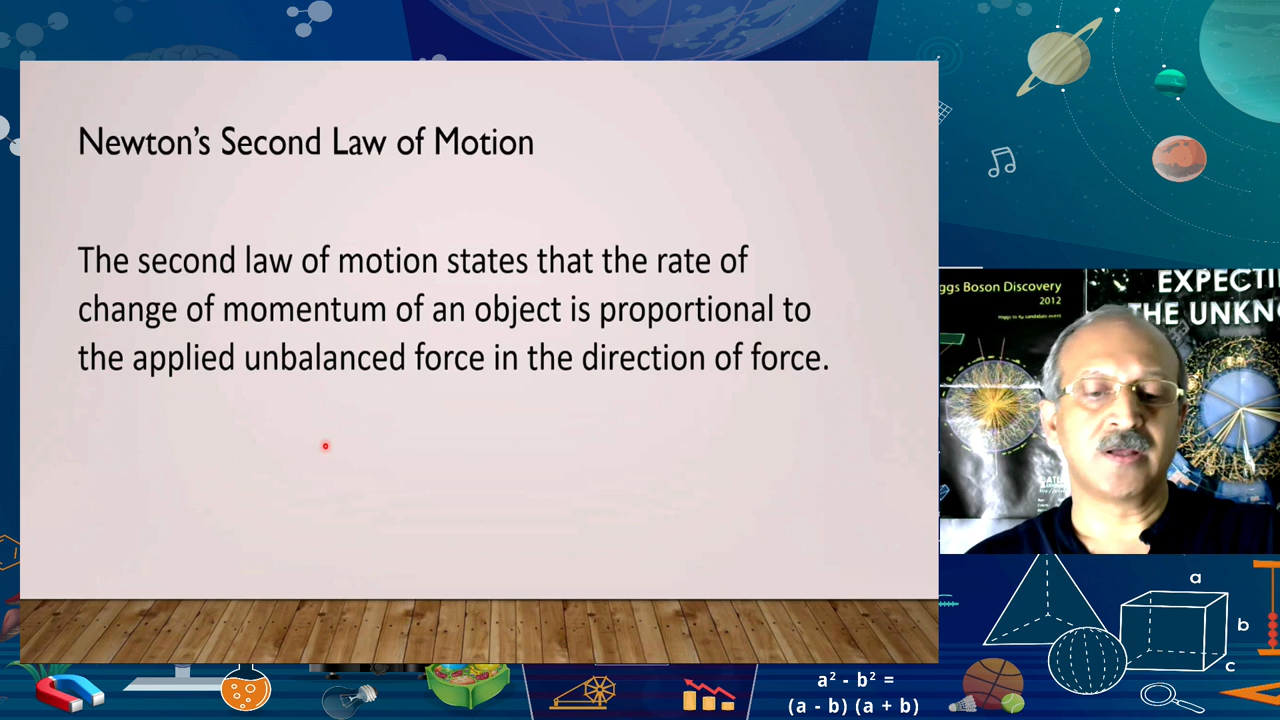 Newton’s Second Law of Motion
The second law of motion states that the rate of
change of momentum of an object is proportional to
the applied unbalanced force in the direction of force.
ggs Boson Discovery
2012
EXPECTI
THE UNKN
a
b
c
a² - b² =
(a - b) (a + b)